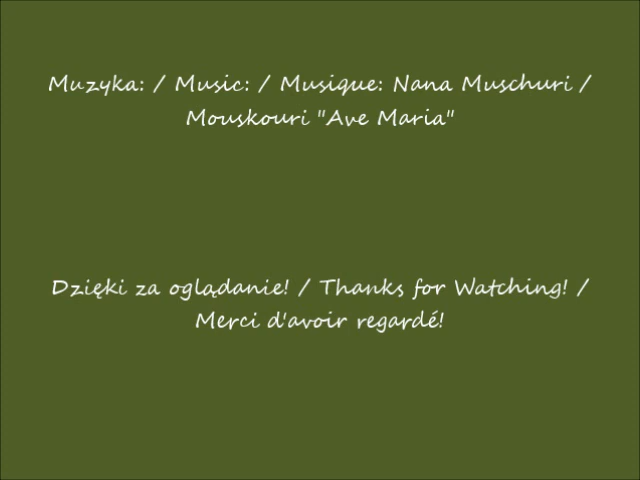 Muzyka: / Music: / Musique: Nana Muschuri /
Mouskouri "Ave Maria"
Dzięki za oglądanie! / Thanks for Watching! /
Merci d'avoir regardé!